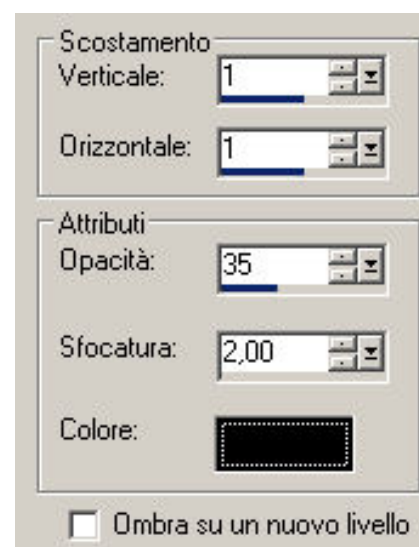 Scostamento
Verticale: 1
Orizzontale: 1
Attributi
Opacità: 35
Sfocatura: 2,00
Colore:
Ombra su un nuovo livello